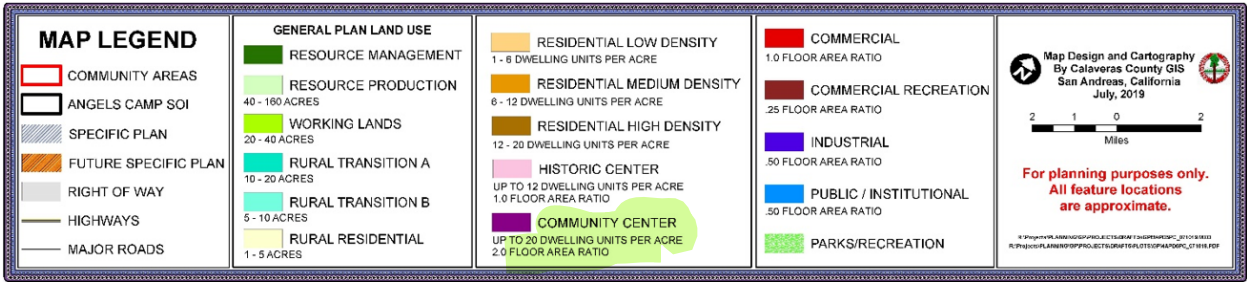 MAP LEGEND
COMMUNITY AREAS
ANGELS CAMP SOI
SPECIFIC PLAN
FUTURE SPECIFIC PLAN
RIGHT OF WAY
HIGHWAYS
MAJOR ROADS
GENERAL PLAN LAND USE
RESOURCE MANAGEMENT
RESOURCE PRODUCTION
40 - 160 ACRES
WORKING LANDS
20 - 40 ACRES
RURAL TRANSITION A
10 - 20 ACRES
RURAL TRANSITION B
5 - 10 ACRES
RURAL RESIDENTIAL
1 - 5 ACRES
RESIDENTIAL LOW DENSITY
1 - 6 DWELLING UNITS PER ACRE
RESIDENTIAL MEDIUM DENSITY
6 - 12 DWELLING UNITS PER ACRE
RESIDENTIAL HIGH DENSITY
12 - 20 DWELLING UNITS PER ACRE
HISTORIC CENTER
UP TO 12 DWELLING UNITS PER ACRE
1.0 FLOOR AREA RATIO
COMMUNITY CENTER
UP TO 20 DWELLING UNITS PER ACRE
2.0 FLOOR AREA RATIO
COMMERCIAL
1.0 FLOOR AREA RATIO
COMMERCIAL RECREATION
.25 FLOOR AREA RATIO
INDUSTRIAL
.50 FLOOR AREA RATIO
PUBLIC / INSTITUTIONAL
.50 FLOOR AREA RATIO
PARKS/RECREATION
Map Design and Cartography
By Calaveras County GIS
San Andreas, California
July, 2019
2 1 0 2
Miles
For planning purposes only.
All feature locations
are approximate.